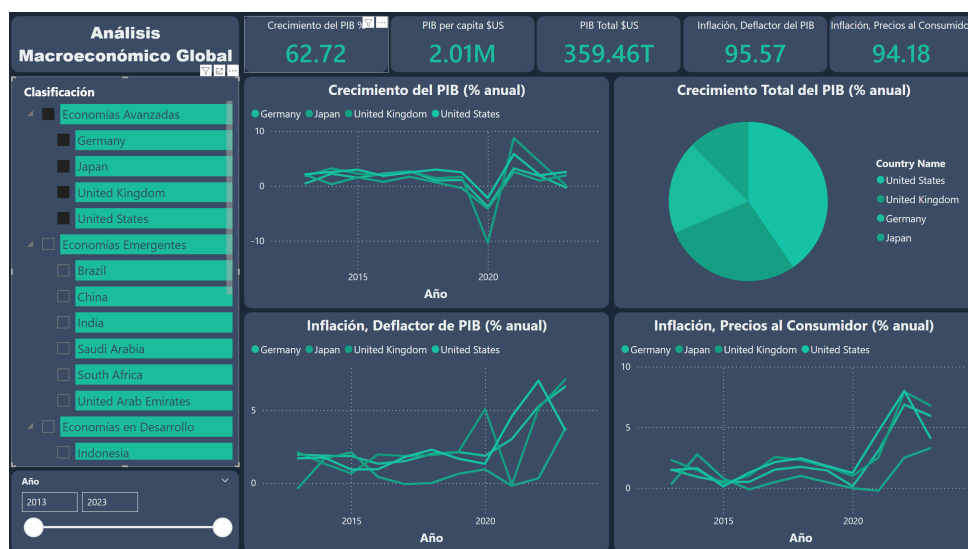 Análisis
Macroeconómico Global
Crecimiento del PIB %
62.72
PIB per capita $US
2.01M
PIB Total $US
359.46T
Inflación, Deflactor del PIB
95.57
Inflación, Precios al Consumido
94.18
Clasificación
Economías Avanzadas
Germany
Japan
United Kingdom
United States
Economías Emergentes
Brazil
China
India
Saudi Arabia
South Africa
United Arab Emirates
Economías en Desarrollo
Indonesia
Año
2013 2023
Crecimiento del PIB (% anual)
Germany Japan United Kingdom United States
10
0
-10
2015 2020
Año
Crecimiento Total del PIB (% anual)
Country Name
United States
United Kingdom
Germany
Japan
Inflación, Deflactor de PIB (% anual)
Germany Japan United Kingdom United States
5
0
2015 2020
Año
Inflación, Precios al Consumidor (% anual)
Germany Japan United Kingdom United States
10
5
0
2015 2020
Año